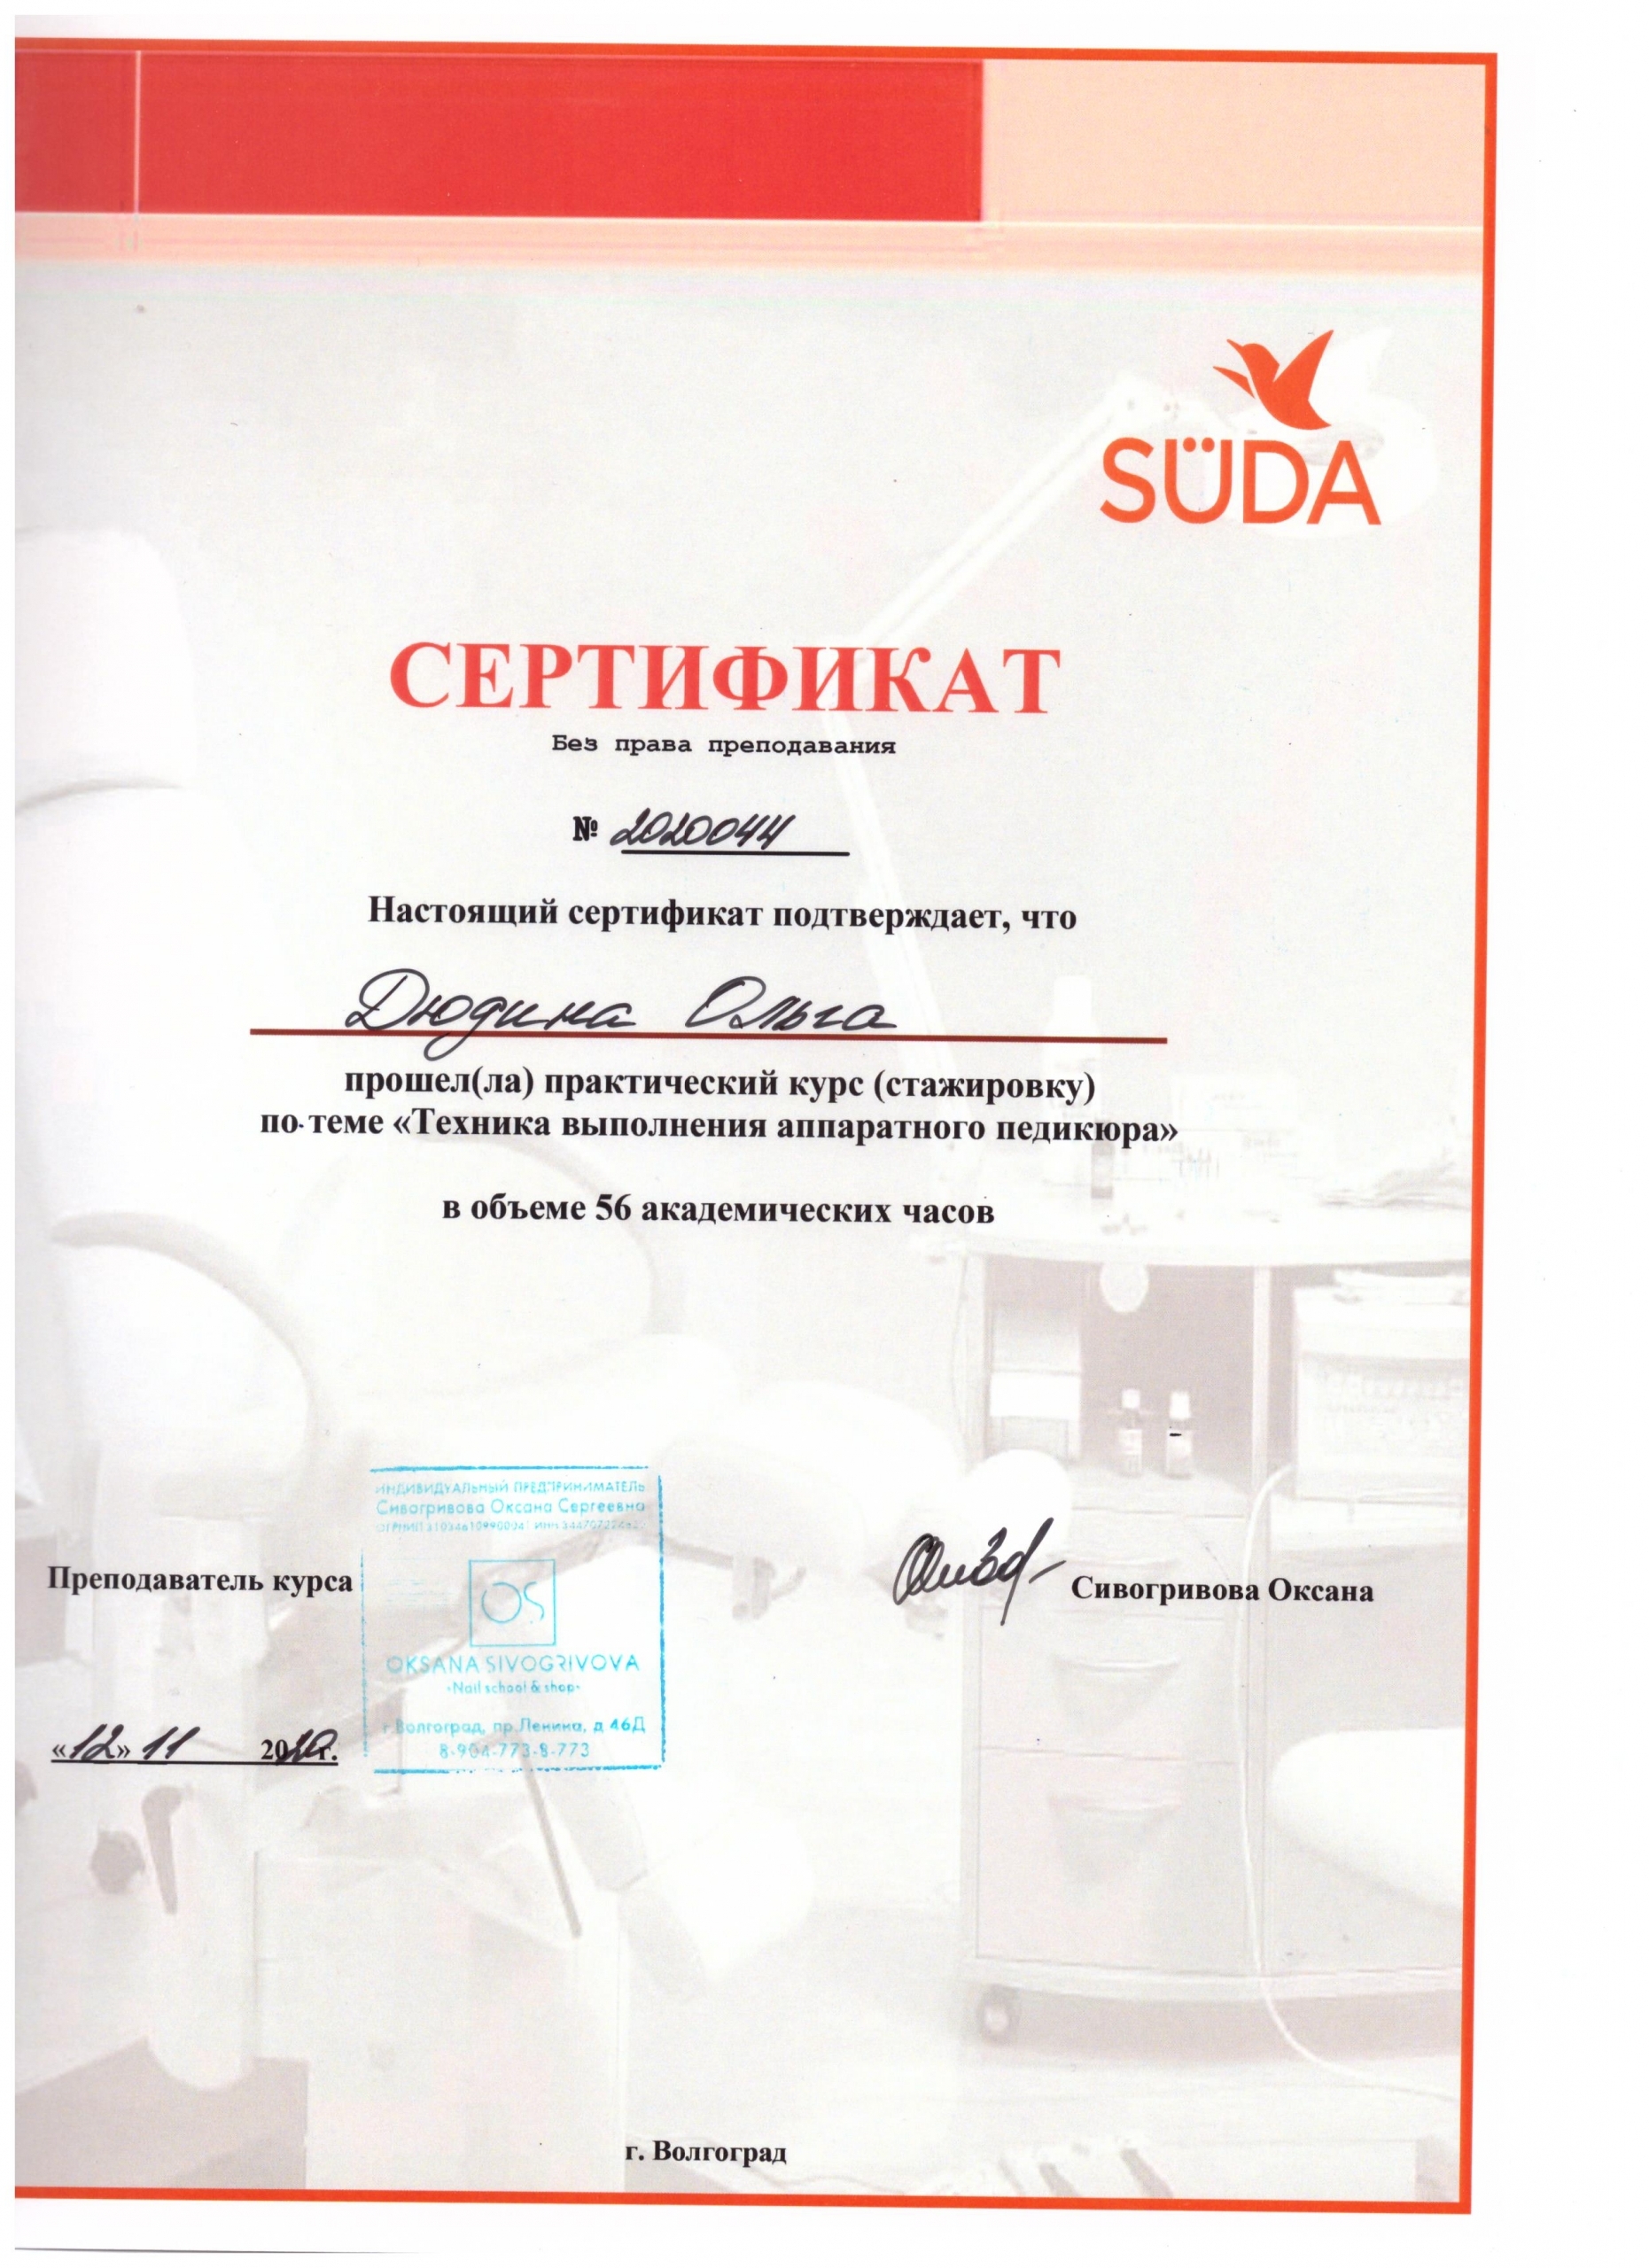 SÜDA
СЕРТИФИКАТ
Без права преподавания
№ 2020044
Настоящий сертификат подтверждает, что
Дюдина Ольга
прошел(ла) практический курс (стажировку)
по теме «Техника выполнения аппаратного педикюра»
в объеме 56 академических часов
ИНДИВИДУАЛЬНЫЙ ПРЕДПРИНИМАТЕЛЬ
Сивогривова Оксана Сергеевна
Преподаватель курса
Сивогривова Оксана
OS
OKSANA SIVOGRIVOVA
-Nail school & shop-
г.Волгоград, пр.Ленина, д 46Д
8-904-773-8-773
«12» 11 2020г.
г. Волгоград